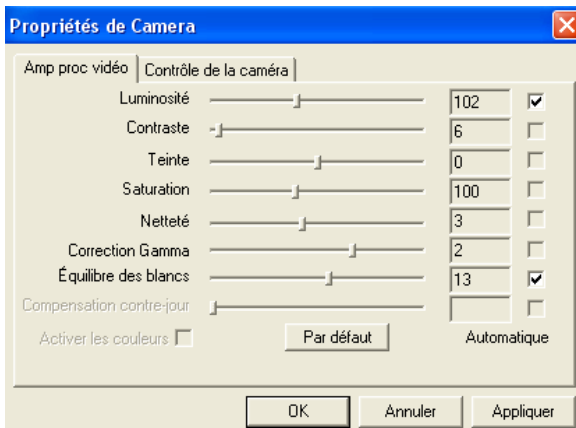 Propriétés de Camera
Amp proc vidéo Contrôle de la caméra
Luminosité 102
Contraste 6
Teinte 0
Saturation 100
Netteté 3
Correction Gamma 2
Équilibre des blancs 13
Compensation contre-jour
Activer les couleurs Par défaut Automatique
OK Annuler Appliquer